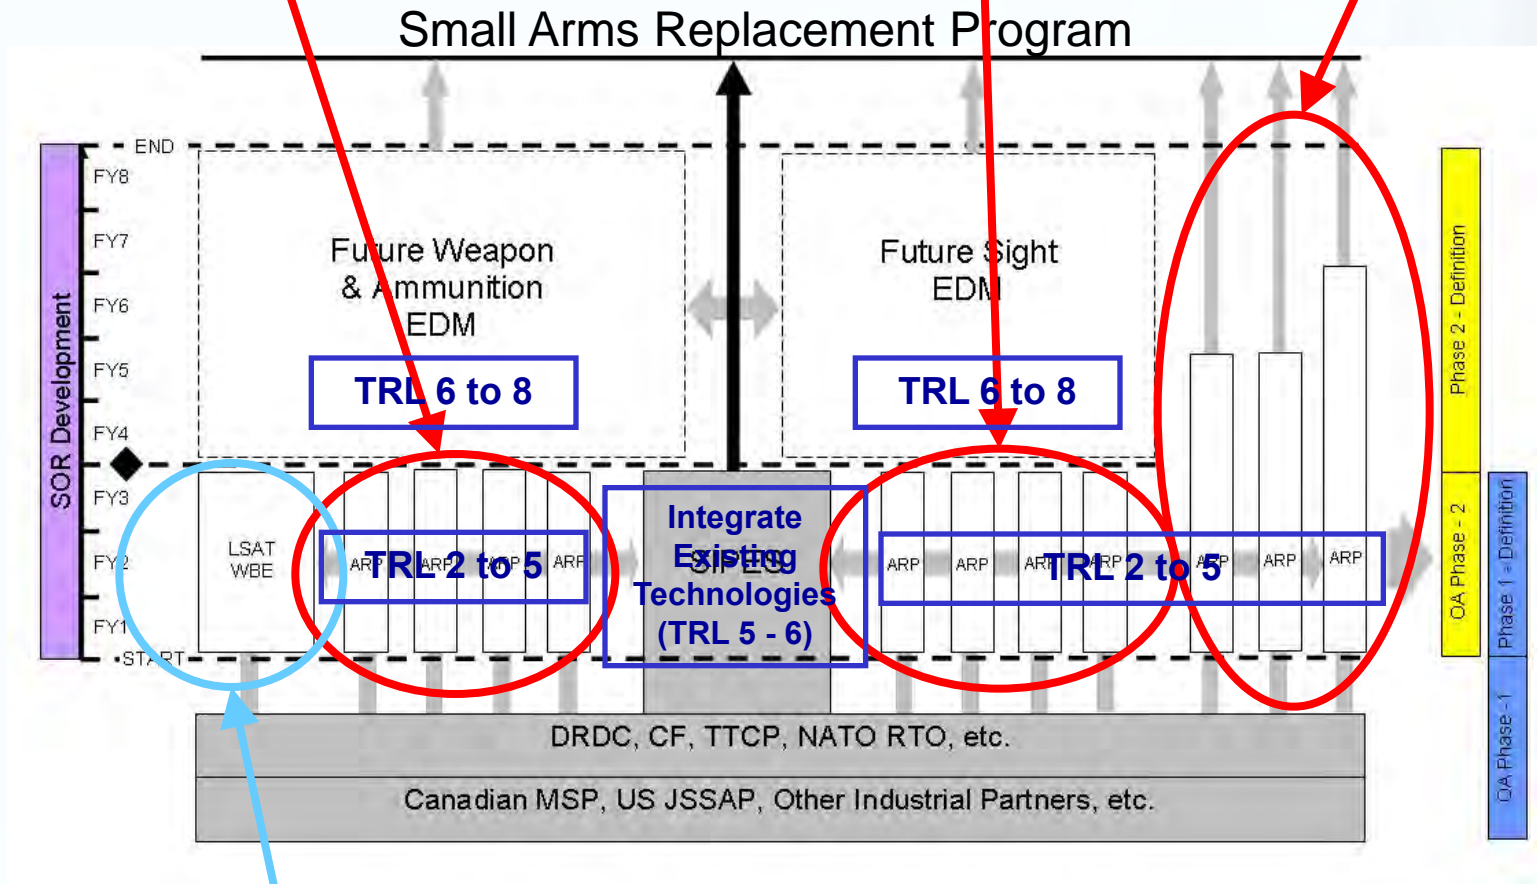 Small Arms Replacement Program
END
FY8
FY7
FY6
FY5
FY4
FY3
FY2
FY1
START
SOR Development
Future Weapon
& Ammunition
EDM
TRL 6 to 8
Future Sight
EDM
TRL 6 to 8
LSAT
WBE
ARP
ARP
ARP
ARP
TRL 2 to 5
SIPES
Integrate
Existing
Technologies
(TRL 5 - 6)
ARP
ARP
ARP
ARP
ARP
ARP
ARP
TRL 2 to 5
DRDC, CF, TTCP, NATO RTO, etc.
Canadian MSP, US JSSAP, Other Industrial Partners, etc.
Phase 2 - Definition
OA Phase - 2
Phase 1 - Definition
OA Phase - 1